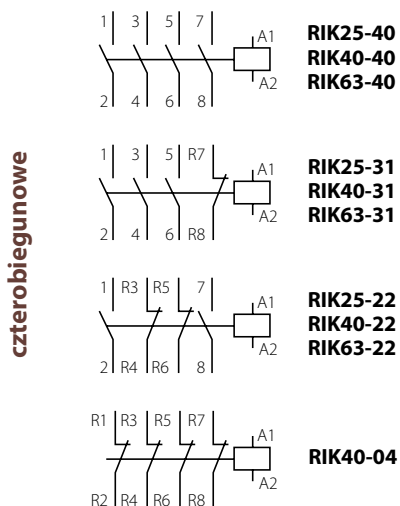 czterobiegunowe
1 3 5 7 A1
2 4 6 8 A2
RIK25-40
RIK40-40
RIK63-40
1 3 5 R7 A1
2 4 6 R8 A2
RIK25-31
RIK40-31
RIK63-31
1 R3 R5 7 A1
2 R4 R6 8 A2
RIK25-22
RIK40-22
RIK63-22
R1 R3 R5 R7 A1
R2 R4 R6 R8 A2
RIK40-04